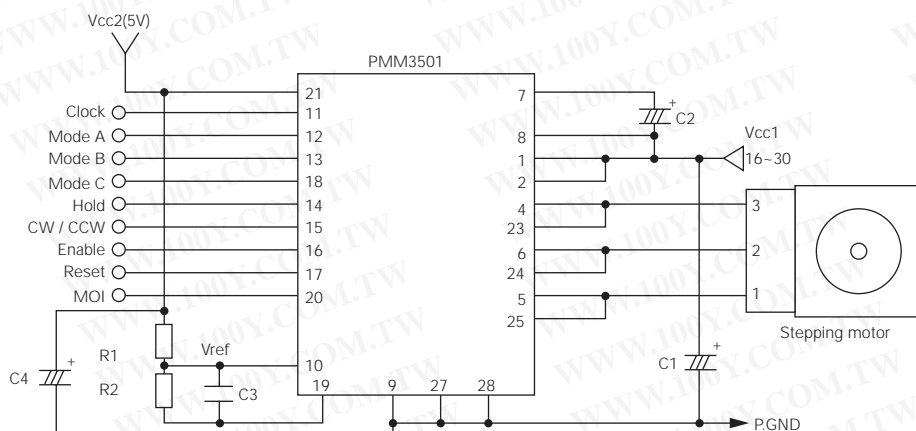 Vcc2(5V)
PMM3501
Clock
Mode A
Mode B
Mode C
Hold
CW / CCW
Enable
Reset
MOI
21
11
12
13
18
14
15
16
17
20
10
19
9
27
28
7
8
1
2
4
23
6
24
5
25
C2
+
Vcc1
16~30
3
2
1
Stepping motor
C1
+
P.GND
C4
+
R1
R2
Vref
C3
WWW.100Y.COM.TW